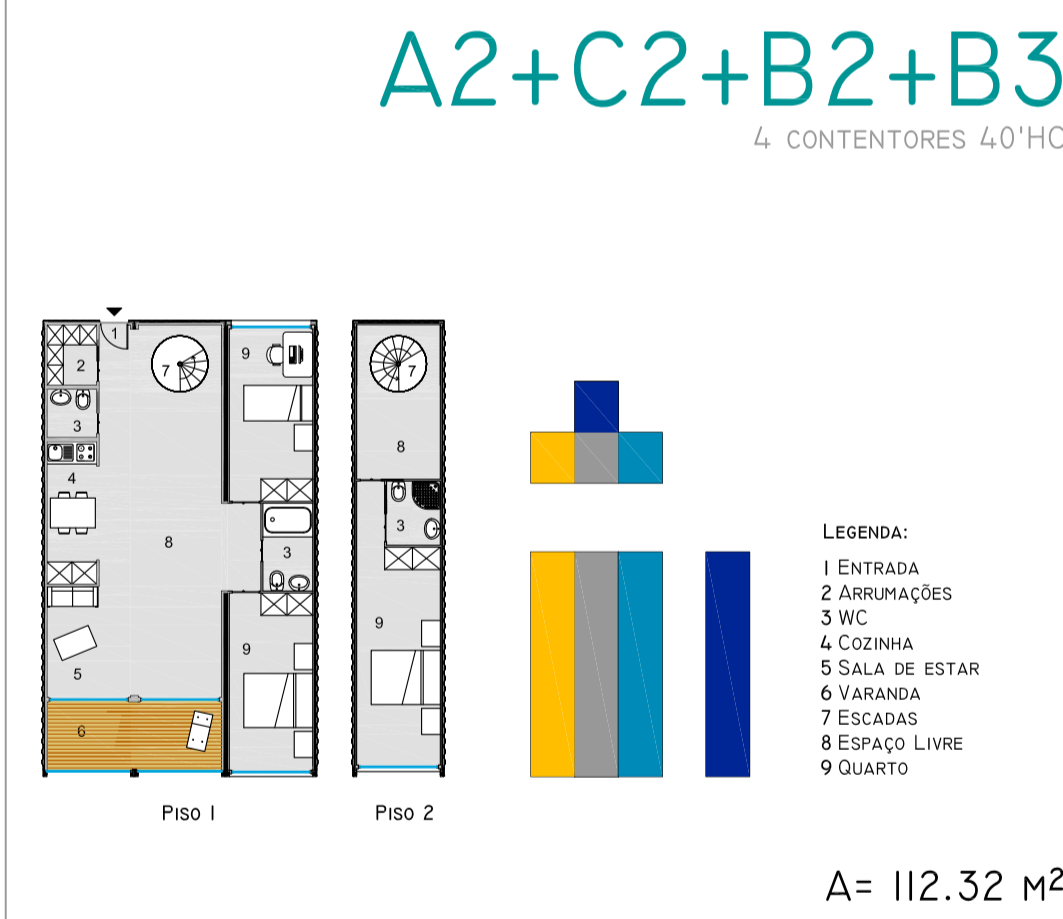 A2+C2+B2+B3
4 CONTENTORES 40'HC
1
2
3
4
5
6
7
8
9
3
9
7
8
3
9
PISO 1
PISO 2
LEGENDA:
1 ENTRADA
2 ARRUMAÇÕES
3 WC
4 COZINHA
5 SALA DE ESTAR
6 VARANDA
7 ESCADAS
8 ESPAÇO LIVRE
9 QUARTO
A= 112.32 M²